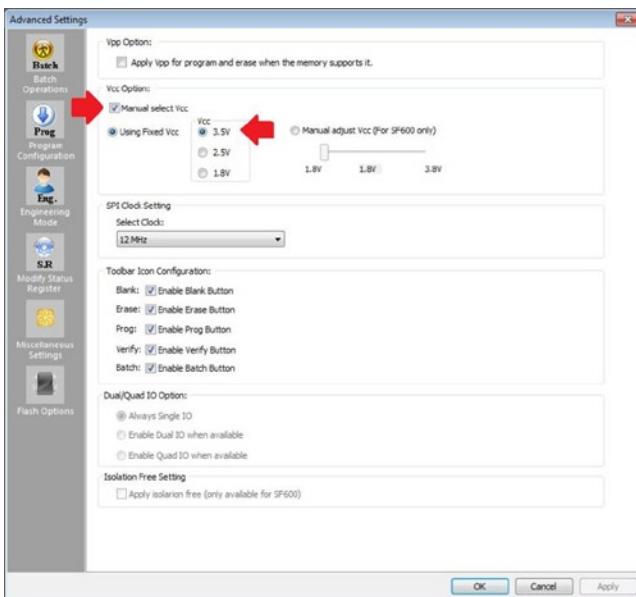 Advanced Settings
Batch
Batch
Operations
Prog
Program
Configuration
Eng.
Engineering
Mode
S.R
Modify Status
Register
Miscellaneous
Settings
Flash Options
Vpp Option:
Apply Vpp for program and erase when the memory supports it.
Vcc Option:
Manual select Vcc
Using Fixed Vcc
Vcc
3.5V
2.5V
1.8V
Manual adjust Vcc (For SF600 only)
1.8V 1.8V 3.8V
SPI Clock Setting
Select Clock:
12 MHz
Toolbar Icon Configuration:
Blank: Enable Blank Button
Erase: Enable Erase Button
Prog: Enable Prog Button
Verify: Enable Verify Button
Batch: Enable Batch Button
Dual/Quad IO Option:
Always Single IO
Enable Dual IO when available
Enable Quad IO when available
Isolation Free Setting
Apply isolarion free (only available for SF600)
OK Cancel Apply